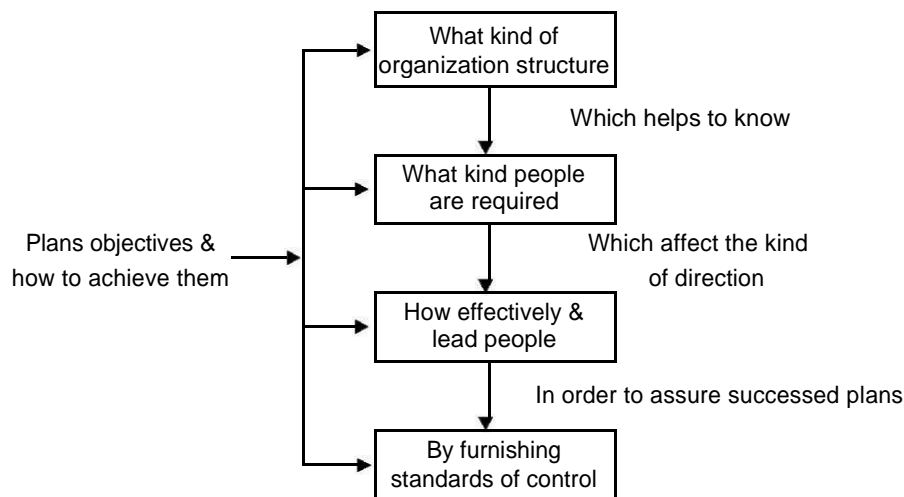 What kind of
organization structure
Which helps to know
What kind people
are required
Plans objectives &
how to achieve them
Which affect the kind
of direction
How effectively &
lead people
In order to assure successed plans
By furnishing
standards of control